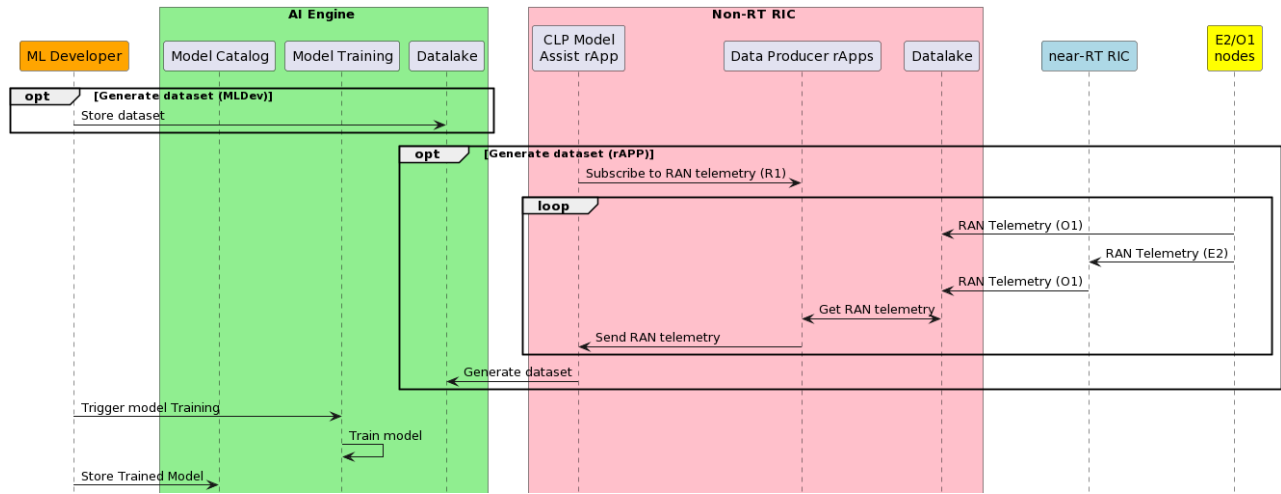 AI Engine
Non-RT RIC
ML Developer
Model Catalog
Model Training
Datalake
CLP Model
Assist rApp
Data Producer rApps
Datalake
near-RT RIC
E2/O1
nodes
opt [Generate dataset (MLDev)]
Store dataset
opt [Generate dataset (rAPP)]
Subscribe to RAN telemetry (R1)
loop
RAN Telemetry (O1)
RAN Telemetry (E2)
RAN Telemetry (O1)
Get RAN telemetry
Send RAN telemetry
Generate dataset
Trigger model Training
Train model
Store Trained Model